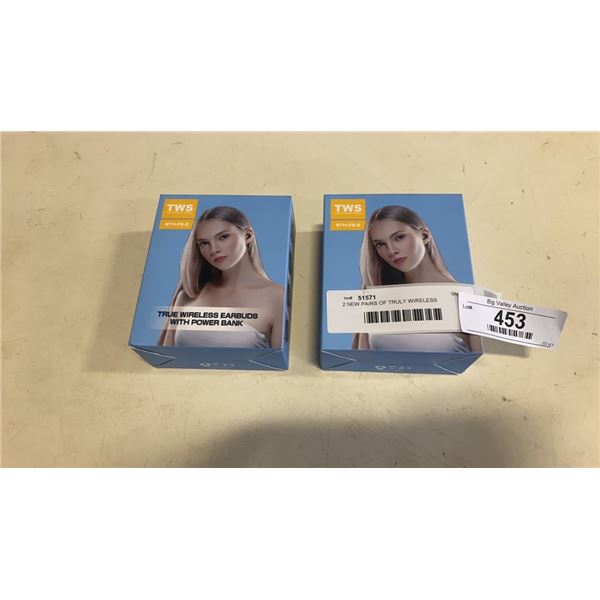 TWS
BTH-F9-5
TRUE WIRELESS EARBUDS
WITH POWER BANK
TWS
BTH-F9-5
51571
2 NEW PAIRS OF TRULY WIRELESS
Big Valley Auction
Lot#:
453